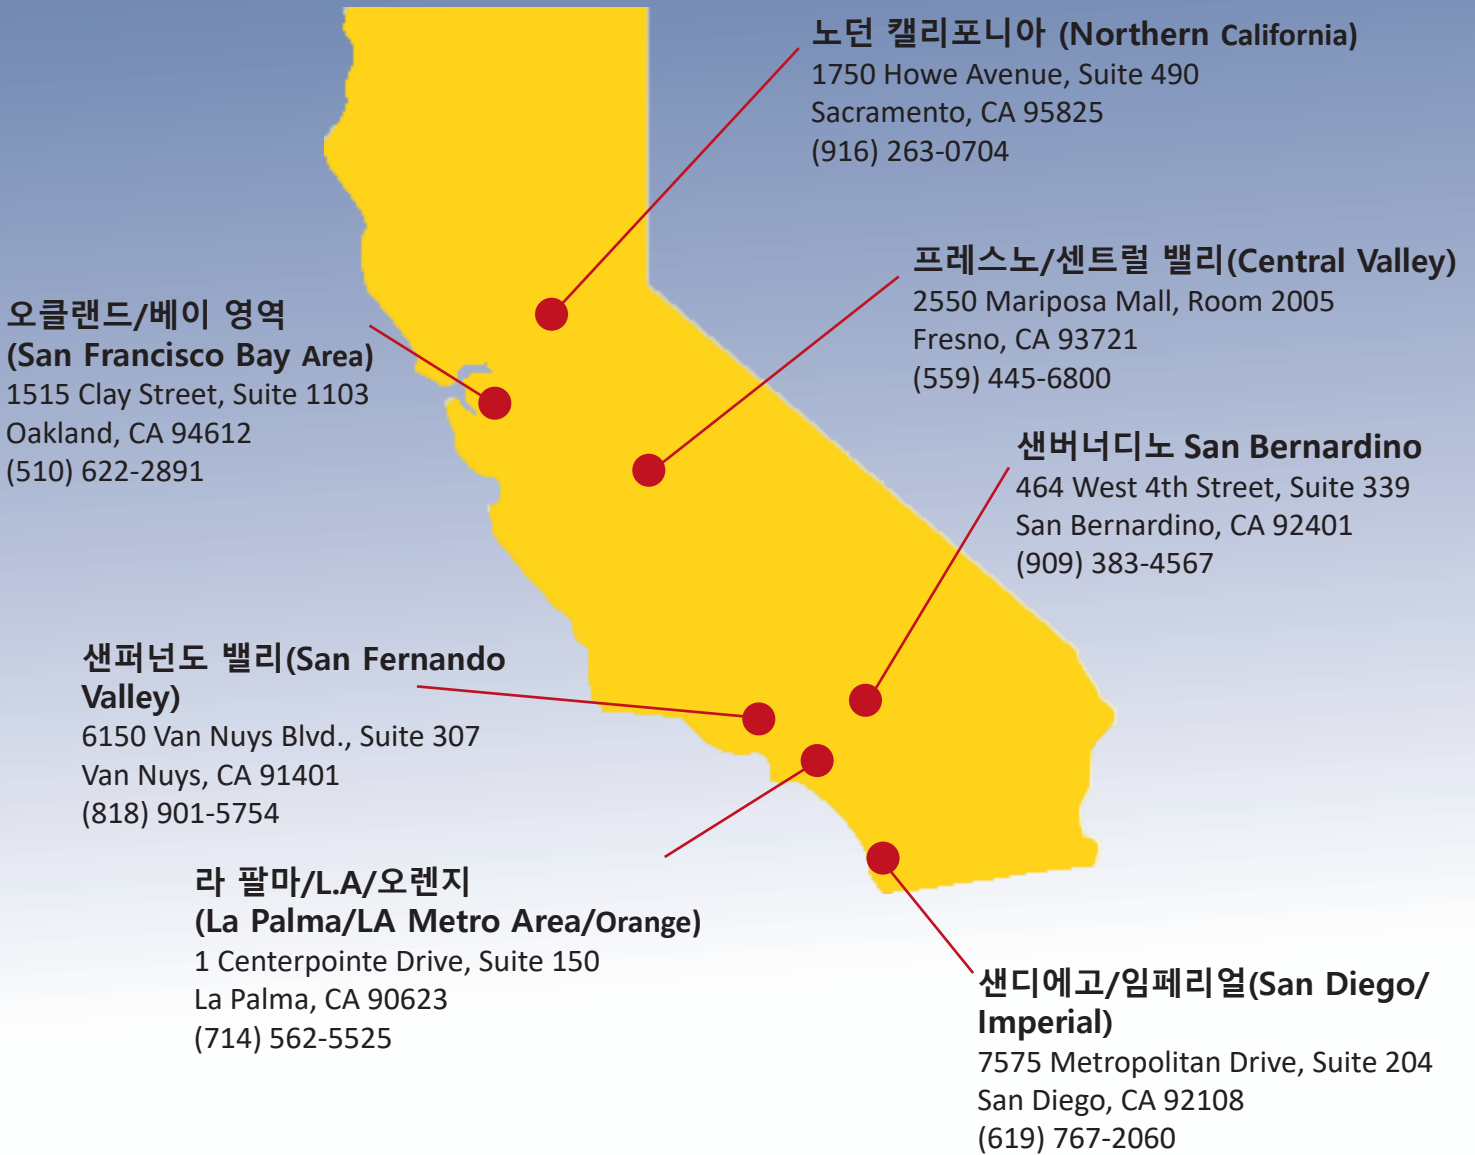 노던 캘리포니아 (Northern California)
1750 Howe Avenue, Suite 490
Sacramento, CA 95825
(916) 263-0704
프레스노/센트럴 밸리(Central Valley)
2550 Mariposa Mall, Room 2005
Fresno, CA 93721
(559) 445-6800
오클랜드/베이 영역
(San Francisco Bay Area)
1515 Clay Street, Suite 1103
Oakland, CA 94612
(510) 622-2891
샌버너디노 San Bernardino
464 West 4th Street, Suite 339
San Bernardino, CA 92401
(909) 383-4567
샌퍼넌도 밸리(San Fernando
Valley)
6150 Van Nuys Blvd., Suite 307
Van Nuys, CA 91401
(818) 901-5754
라 팔마/L.A/오렌지
(La Palma/LA Metro Area/Orange)
1 Centerpointe Drive, Suite 150
La Palma, CA 90623
(714) 562-5525
샌디에고/임페리얼(San Diego/
Imperial)
7575 Metropolitan Drive, Suite 204
San Diego, CA 92108
(619) 767-2060